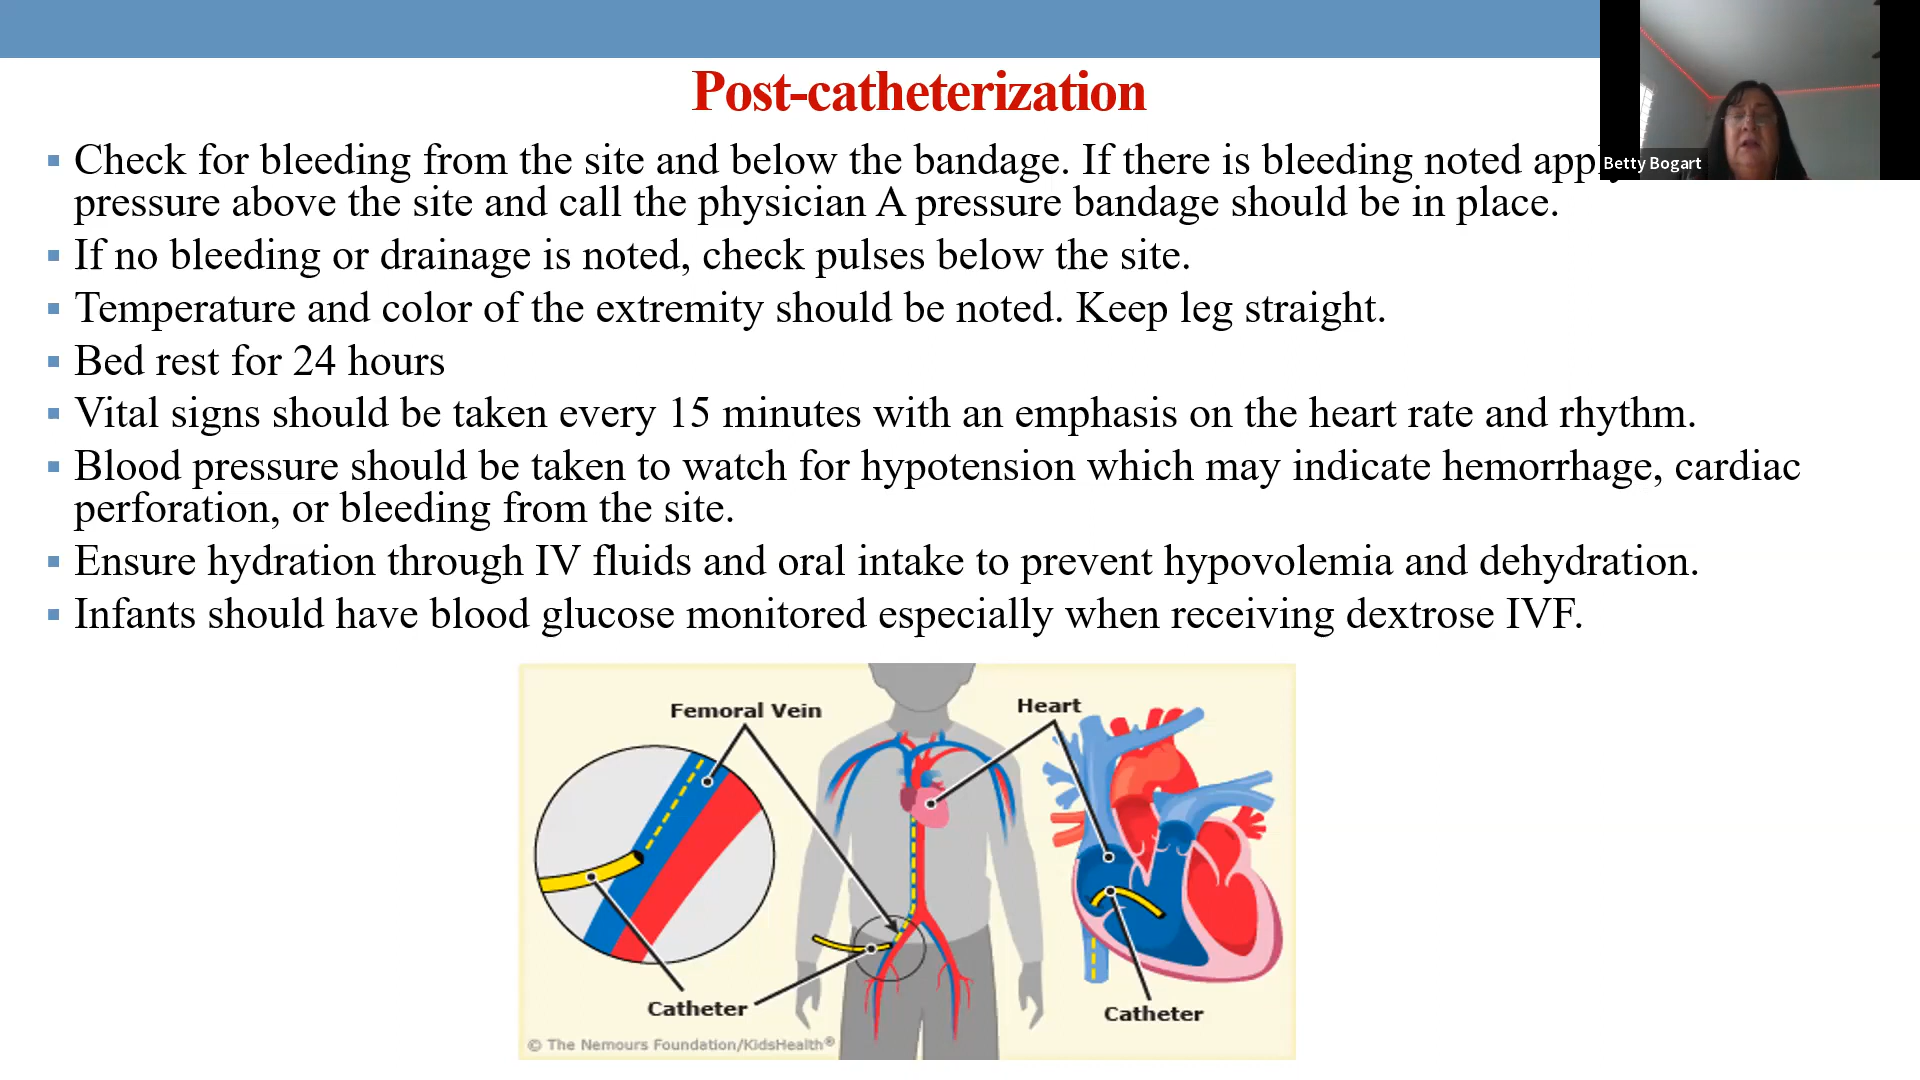 Post-catheterization
▪ Check for bleeding from the site and below the bandage. If there is bleeding noted
pressure above the site and call the physician A pressure bandage should be in place.
▪ If no bleeding or drainage is noted, check pulses below the site.
▪ Temperature and color of the extremity should be noted. Keep leg straight.
▪ Bed rest for 24 hours
▪ Vital signs should be taken every 15 minutes with an emphasis on the heart rate and rhythm.
▪ Blood pressure should be taken to watch for hypotension which may indicate hemorrhage, cardiac
perforation, or bleeding from the site.
▪ Ensure hydration through IV fluids and oral intake to prevent hypovolemia and dehydration.
▪ Infants should have blood glucose monitored especially when receiving dextrose IVF.
Betty Bogart
Femoral Vein
Heart
Catheter
Catheter
© The Nemours Foundation/KidsHealth®